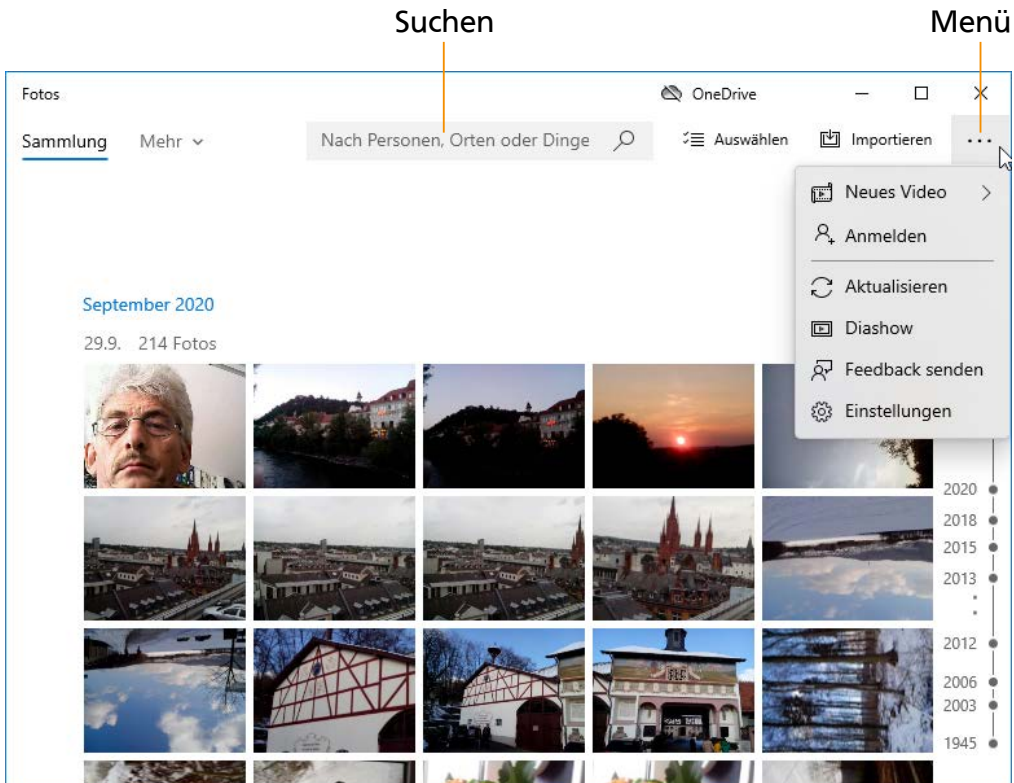 Suchen
Menü
Fotos
OneDrive
Sammlung
Mehr
Nach Personen, Orten oder Dinge
Auswählen
Importieren
Neues Video
Anmelden
Aktualisieren
Diashow
Feedback senden
Einstellungen
September 2020
29.9. 214 Fotos
2020
2018
2015
2013
2012
2006
2003
1945